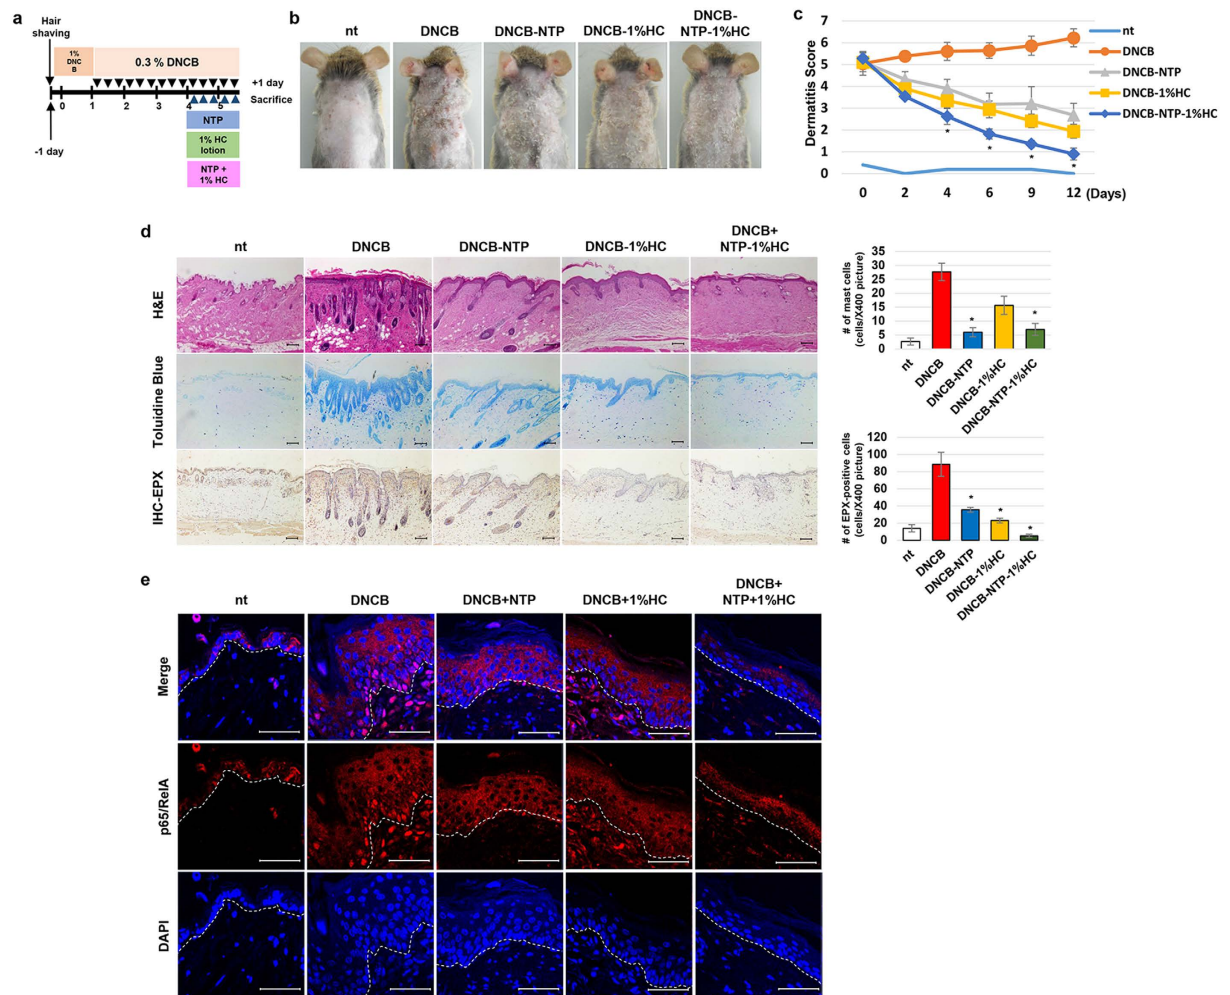 a
Hair
shaving
1%
DNC
B
0.3 % DNCB
+1 day
Sacrifice
0 1 2 3 4 5
-1 day
NTP
1% HC
lotion
NTP +
1% HC
b
nt
DNCB
DNCB-NTP
DNCB-1%HC
DNCB-
NTP-1%HC
c
Dermatitis Score
7
6
5
4
3
2
1
0
* * * *
0 2 4 6 9 12 (Days)
nt
DNCB
DNCB-NTP
DNCB-1%HC
DNCB-NTP-1%HC
d
nt
DNCB
DNCB-NTP
DNCB-1%HC
DNCB+
NTP-1%HC
H&E
Toluidine Blue
IHC-EPX
# of mast cells
(cells/X400 picture)
35
30
25
20
15
10
5
0
* *
nt
DNCB
DNCB-NTP
DNCB-1%HC
DNCB-NTP-1%HC
# of EPX-positive cells
(cells/X400 picture)
120
100
80
60
40
20
0
* * *
nt
DNCB
DNCB-NTP
DNCB-1%HC
DNCB-NTP-1%HC
e
nt
DNCB
DNCB+NTP
DNCB+1%HC
DNCB+
NTP+1%HC
Merge
p65/RelA
DAPI